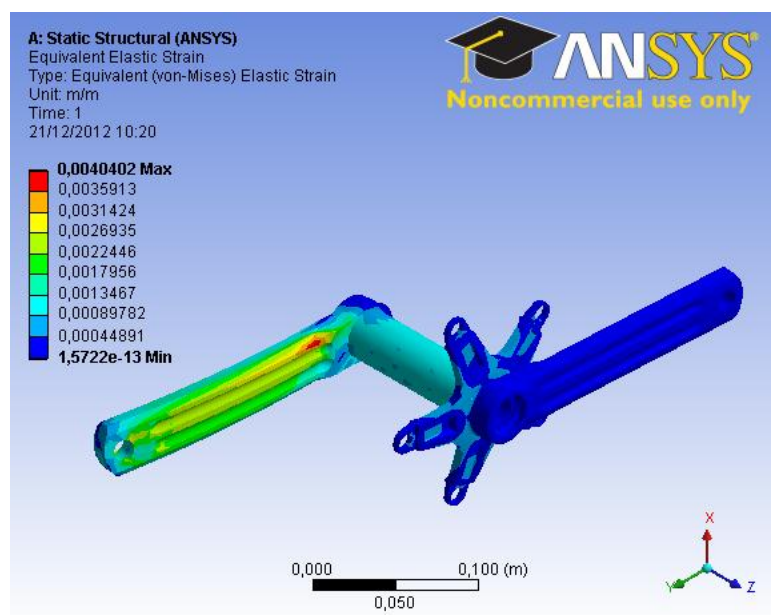 A: Static Structural (ANSYS)
Equivalent Elastic Strain
Type: Equivalent (von-Mises) Elastic Strain
Unit: m/m
Time: 1
21/12/2012 10:20
ANSYS
Noncommercial use only
0,0040402 Max
0,0035913
0,0031424
0,0026935
0,0022446
0,0017956
0,0013467
0,00089782
0,00044891
1,5722e-13 Min
0,000 0,100 (m)
0,050
X
Y
Z